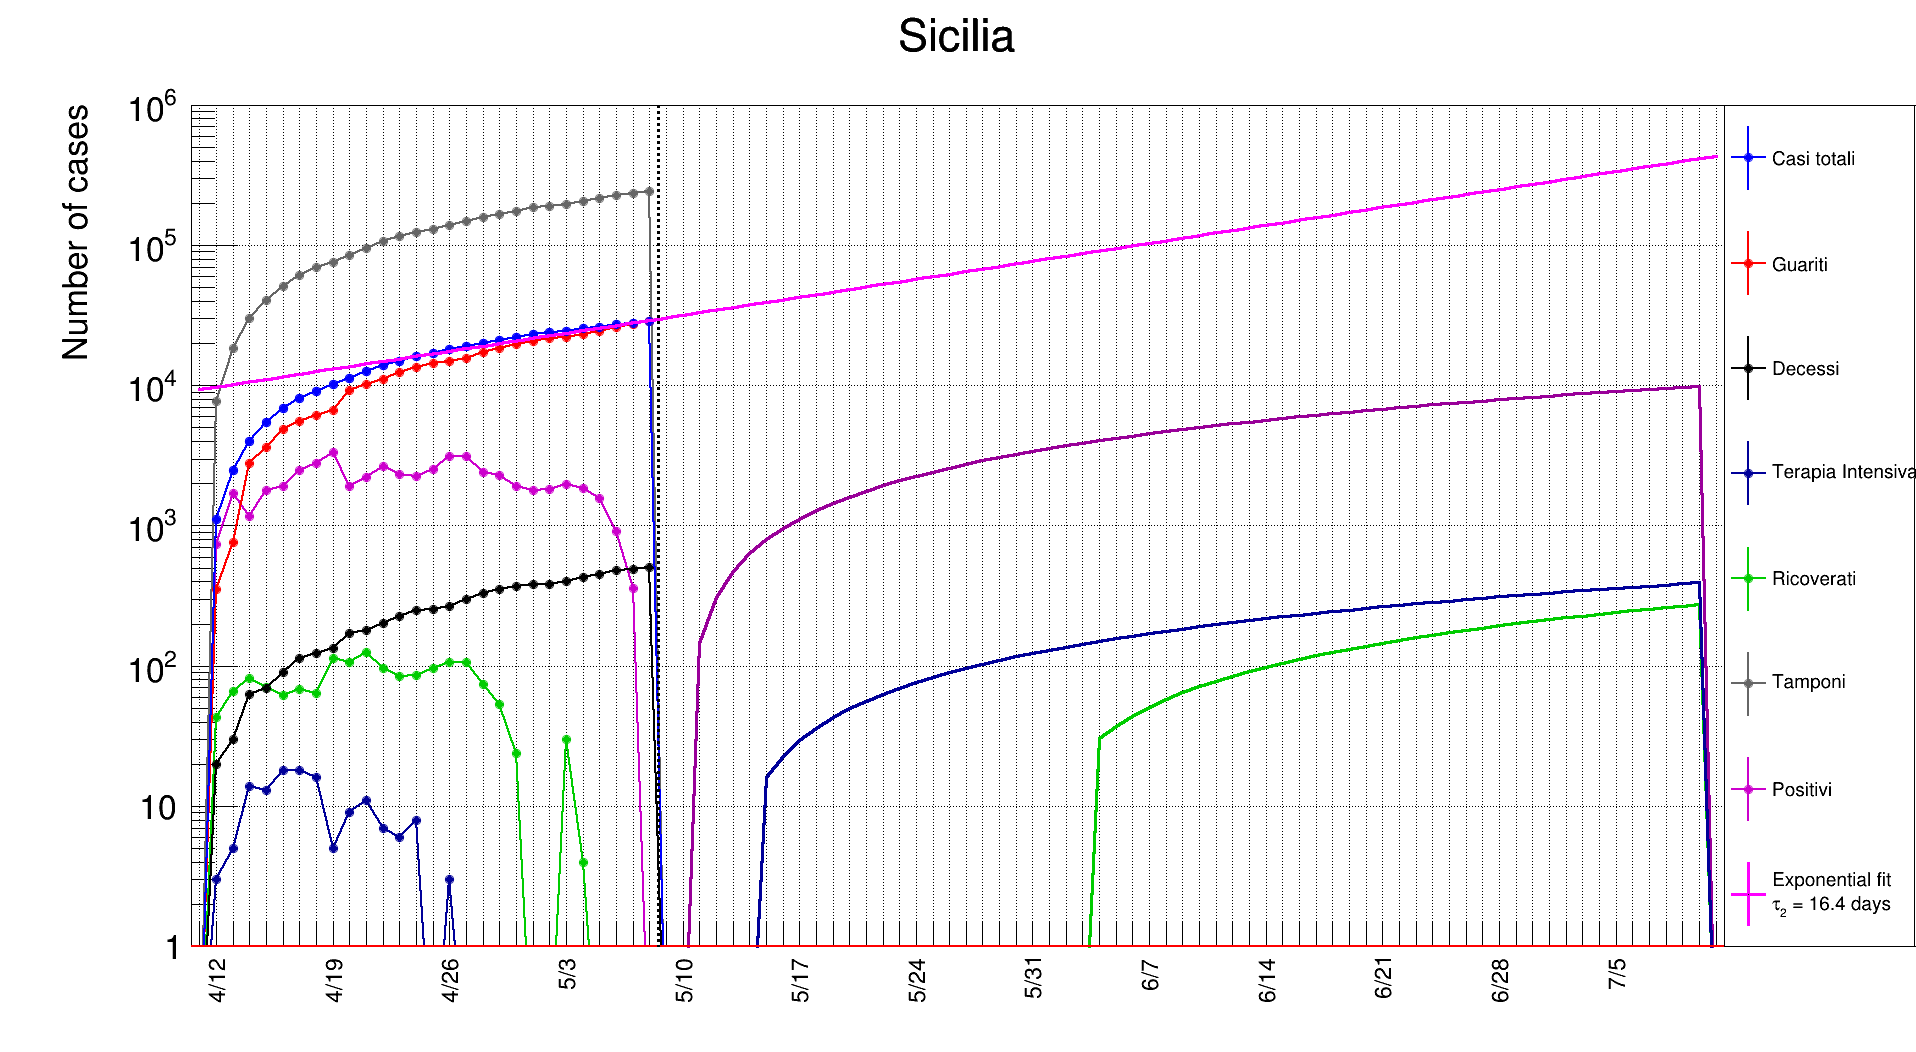 Sicilia
Number of cases
10^6
10^5
10^4
10^3
10^2
10
1
4/12
4/19
4/26
5/3
5/10
5/17
5/24
5/31
6/7
6/14
6/21
6/28
7/5
Casi totali
Guariti
Decessi
Terapia Intensiva
Ricoverati
Tamponi
Positivi
Exponential fit
τ₂ = 16.4 days